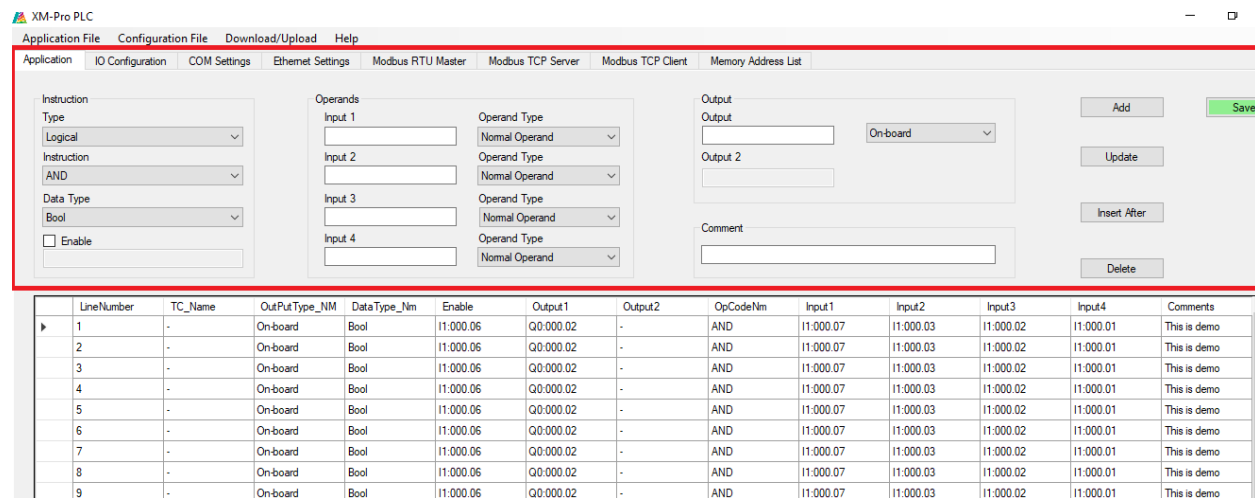 XM-Pro PLC
Application File Configuration File Download/Upload Help
Application IO Configuration COM Settings Ethernet Settings Modbus RTU Master Modbus TCP Server Modbus TCP Client Memory Address List
Instruction
Type
Logical
Instruction
AND
Data Type
Bool
Enable
Operands
Input 1 Operand Type
Normal Operand
Input 2 Operand Type
Normal Operand
Input 3 Operand Type
Normal Operand
Input 4 Operand Type
Normal Operand
Output
Output
On-board
Output 2
Comment
Add Save
Update
Insert After
Delete
LineNumber TC_Name OutPutType_NM DataType_Nm Enable Output1 Output2 OpCodeNm Input1 Input2 Input3 Input4 Comments
1 - On-board Bool I1:000.06 Q0:000.02 - AND I1:000.07 I1:000.03 I1:000.02 I1:000.01 This is demo
2 - On-board Bool I1:000.06 Q0:000.02 - AND I1:000.07 I1:000.03 I1:000.02 I1:000.01 This is demo
3 - On-board Bool I1:000.06 Q0:000.02 - AND I1:000.07 I1:000.03 I1:000.02 I1:000.01 This is demo
4 - On-board Bool I1:000.06 Q0:000.02 - AND I1:000.07 I1:000.03 I1:000.02 I1:000.01 This is demo
5 - On-board Bool I1:000.06 Q0:000.02 - AND I1:000.07 I1:000.03 I1:000.02 I1:000.01 This is demo
6 - On-board Bool I1:000.06 Q0:000.02 - AND I1:000.07 I1:000.03 I1:000.02 I1:000.01 This is demo
7 - On-board Bool I1:000.06 Q0:000.02 - AND I1:000.07 I1:000.03 I1:000.02 I1:000.01 This is demo
8 - On-board Bool I1:000.06 Q0:000.02 - AND I1:000.07 I1:000.03 I1:000.02 I1:000.01 This is demo
9 - On-board Bool I1:000.06 Q0:000.02 - AND I1:000.07 I1:000.03 I1:000.02 I1:000.01 This is demo